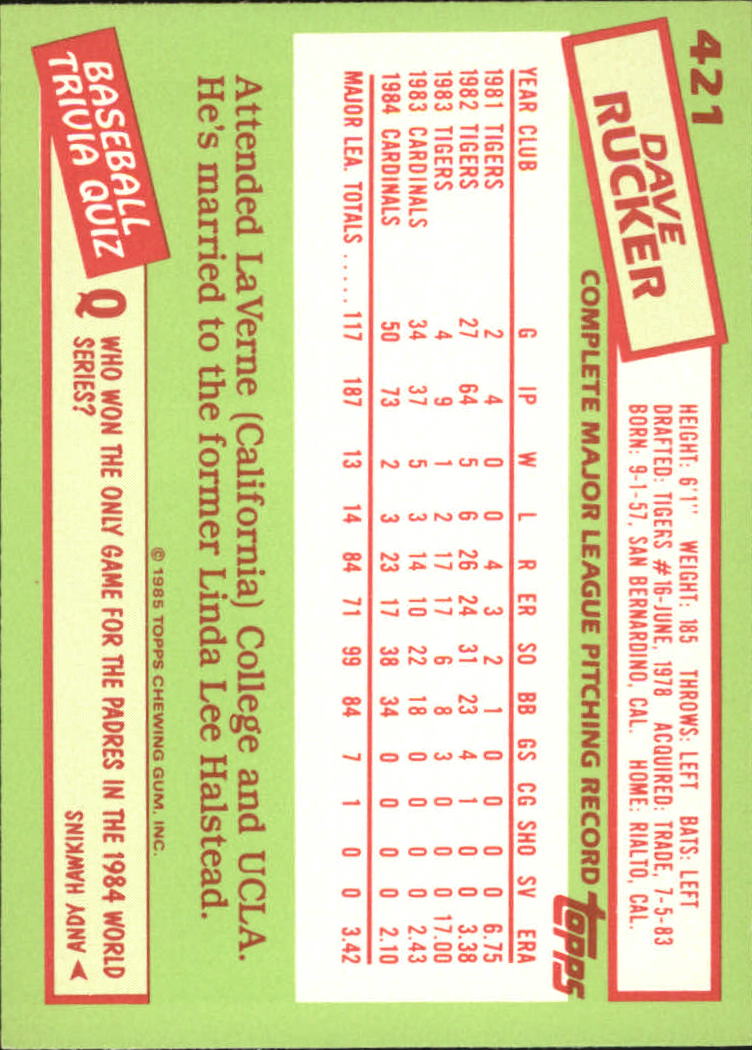 421
DAVE
RUCKER
HEIGHT: 6'1" WEIGHT: 185 THROWS: LEFT BATS: LEFT
DRAFTED: TIGERS #16-JUNE, 1978 ACQUIRED: TRADE, 7-5-83
BORN: 9-1-57, SAN BERNARDINO, CAL. HOME: RIALTO, CAL.
COMPLETE MAJOR LEAGUE PITCHING RECORD topps
YEAR CLUB G IP W L R ER SO BB GS CG SHO SV ERA
1981 TIGERS 2 4 0 0 4 3 2 1 0 0 0 0 6.75
1982 TIGERS 27 64 5 6 26 24 31 23 4 1 0 0 3.38
1983 TIGERS 4 9 1 2 17 17 6 8 3 0 0 0 17.00
1983 CARDINALS 34 37 5 3 14 10 22 18 0 0 0 0 2.43
1984 CARDINALS 50 73 2 3 23 17 38 34 0 0 0 0 2.10
MAJOR LEA. TOTALS ...... 117 187 13 14 84 71 99 84 7 1 0 0 3.42
Attended LaVerne (California) College and UCLA.
He's married to the former Linda Lee Halstead.
© 1985 TOPPS CHEWING GUM, INC.
BASEBALL
TRIVIA QUIZ
Q WHO WON THE ONLY GAME FOR THE PADRES IN THE 1984 WORLD
SERIES?
ANDY HAWKINS